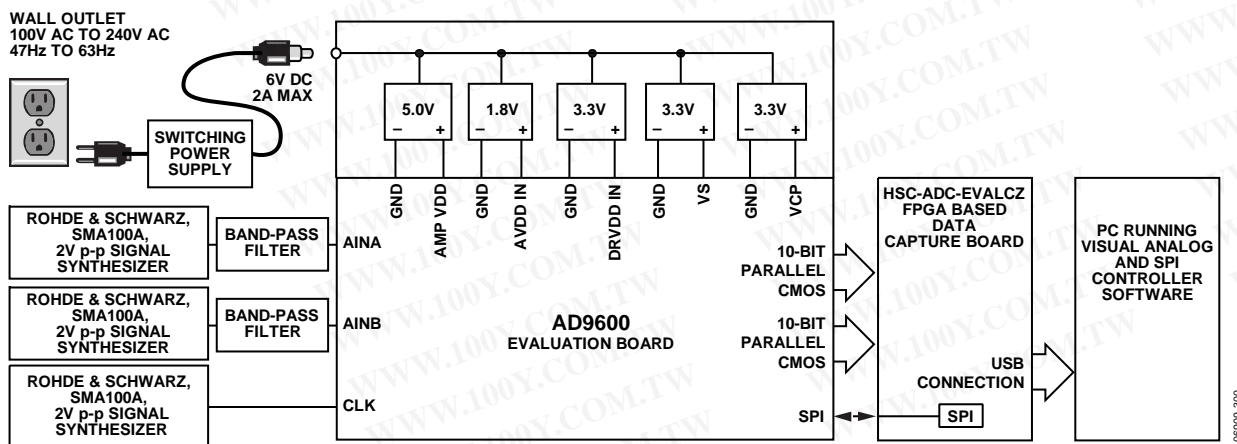 WALL OUTLET
100V AC TO 240V AC
47Hz TO 63Hz
6V DC
2A MAX
SWITCHING
POWER
SUPPLY
5.0V
– +
1.8V
– +
3.3V
– +
3.3V
– +
3.3V
– +
GND
AMP VDD
GND
AVDD IN
GND
DRVDD IN
GND
VS
GND
VCP
ROHDE & SCHWARZ,
SMA100A,
2V p-p SIGNAL
SYNTHESIZER
BAND-PASS
FILTER
AINA
ROHDE & SCHWARZ,
SMA100A,
2V p-p SIGNAL
SYNTHESIZER
BAND-PASS
FILTER
AINB
ROHDE & SCHWARZ,
SMA100A,
2V p-p SIGNAL
SYNTHESIZER
CLK
AD9600
EVALUATION BOARD
10-BIT
PARALLEL
CMOS
10-BIT
PARALLEL
CMOS
SPI
HSC-ADC-EVALCZ
FPGA BASED
DATA
CAPTURE BOARD
USB
CONNECTION
SPI
PC RUNNING
VISUAL ANALOG
AND SPI
CONTROLLER
SOFTWARE
WWW.100Y.COM.TW